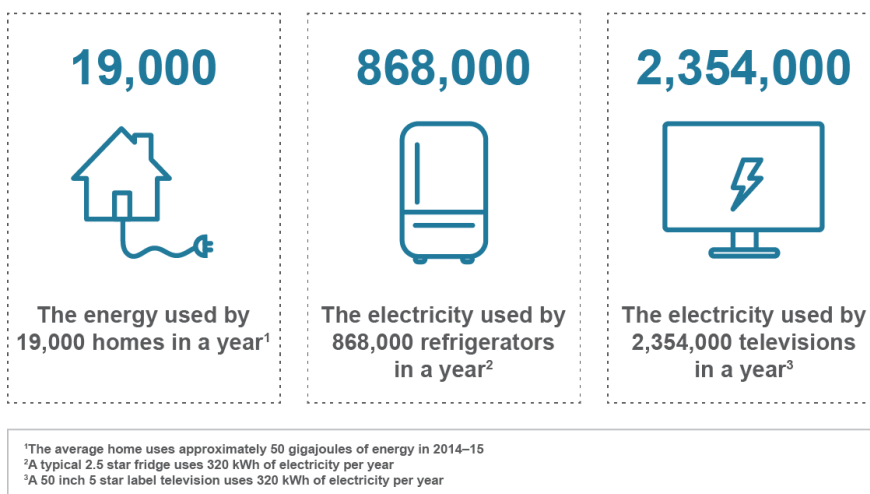 19,000
The energy used by
19,000 homes in a year¹
868,000
The electricity used by
868,000 refrigerators
in a year²
2,354,000
The electricity used by
2,354,000 televisions
in a year³
¹The average home uses approximately 50 gigajoules of energy in 2014–15
²A typical 2.5 star fridge uses 320 kWh of electricity per year
³A 50 inch 5 star label television uses 320 kWh of electricity per year